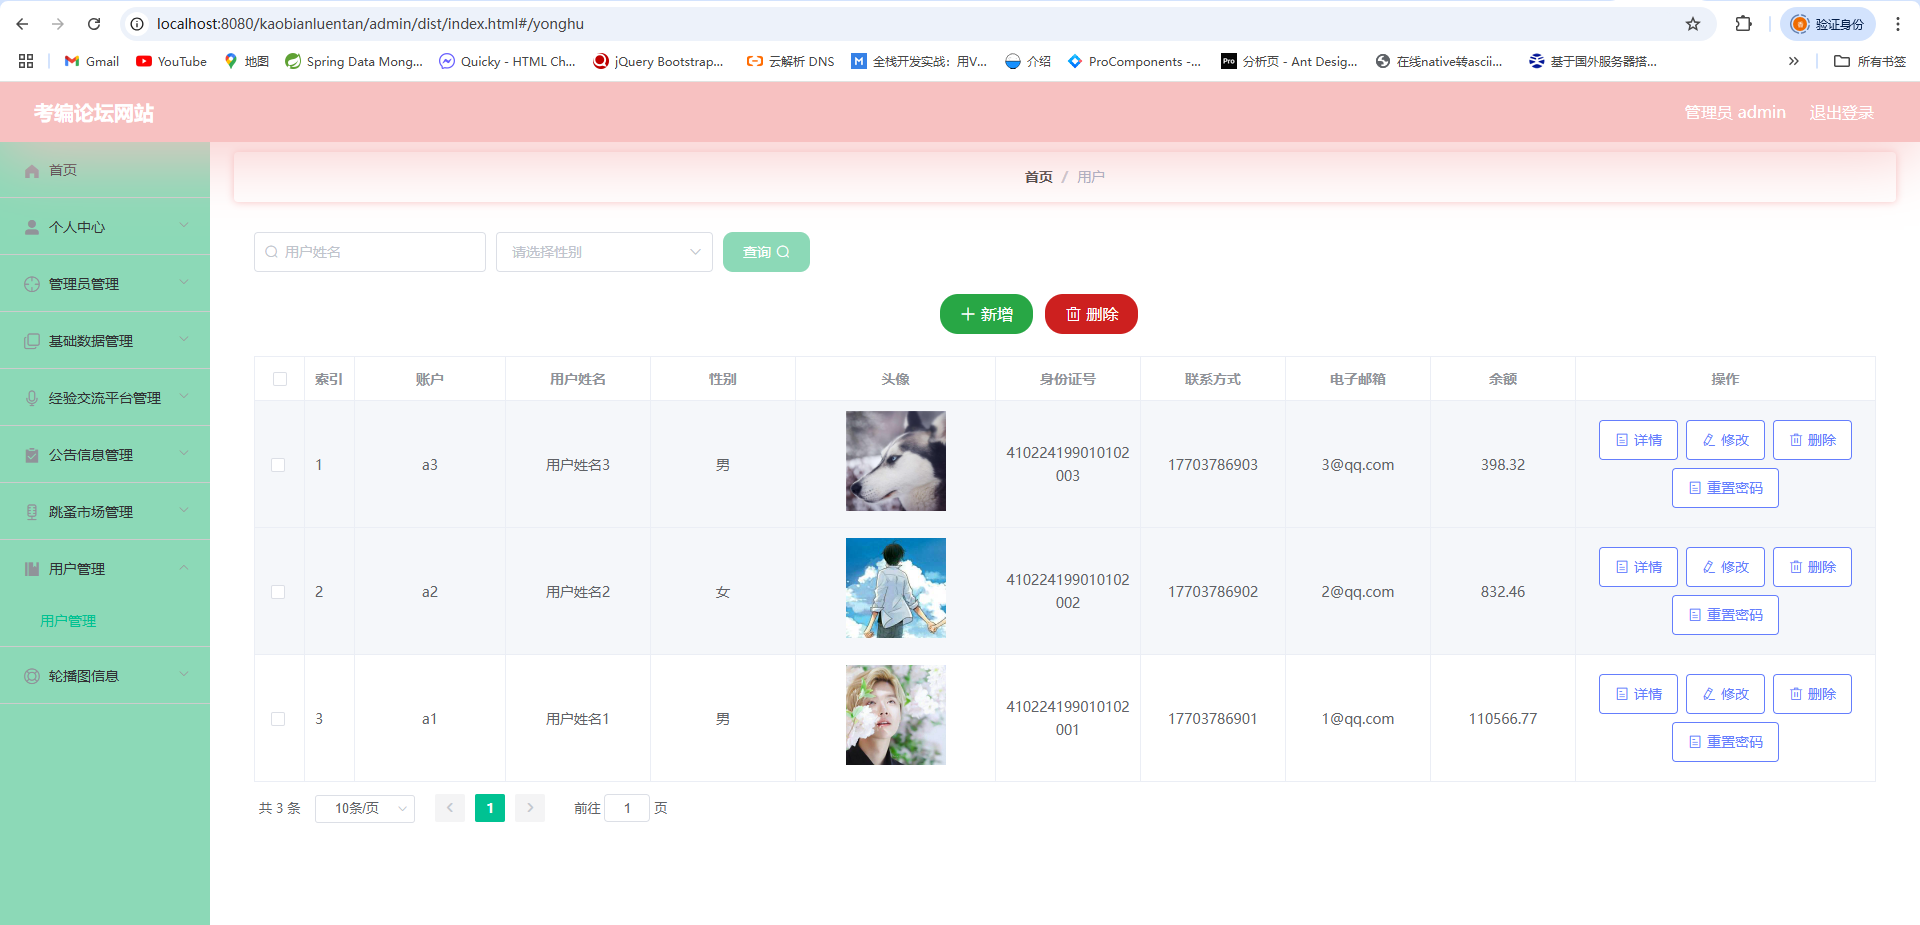 localhost:8080/kaobianluentan/admin/dist/index.html#/yonghu
验证身份
Gmail YouTube 地图 Spring Data Mong... Quicky - HTML Ch... jQuery Bootstrap... 云解析 DNS 全栈开发实战：用V... 介绍 ProComponents -... Pro 分析页 - Ant Desig... 在线native转ascii... 基于国外服务器搭... 所有书签
考编论坛网站
管理员 admin 退出登录
首页
个人中心
管理员管理
基础数据管理
经验交流平台管理
公告信息管理
跳蚤市场管理
用户管理
用户管理
轮播图信息
首页 / 用户
用户姓名 请选择性别 查询
新增 删除
索引 账户 用户姓名 性别 头像 身份证号 联系方式 电子邮箱 余额 操作
1 a3 用户姓名3 男 410224199010102003 17703786903 3@qq.com 398.32 详情 修改 删除
重置密码
2 a2 用户姓名2 女 410224199010102002 17703786902 2@qq.com 832.46 详情 修改 删除
重置密码
3 a1 用户姓名1 男 410224199010102001 17703786901 1@qq.com 110566.77 详情 修改 删除
重置密码
共 3 条 10条/页 1 前往 1 页